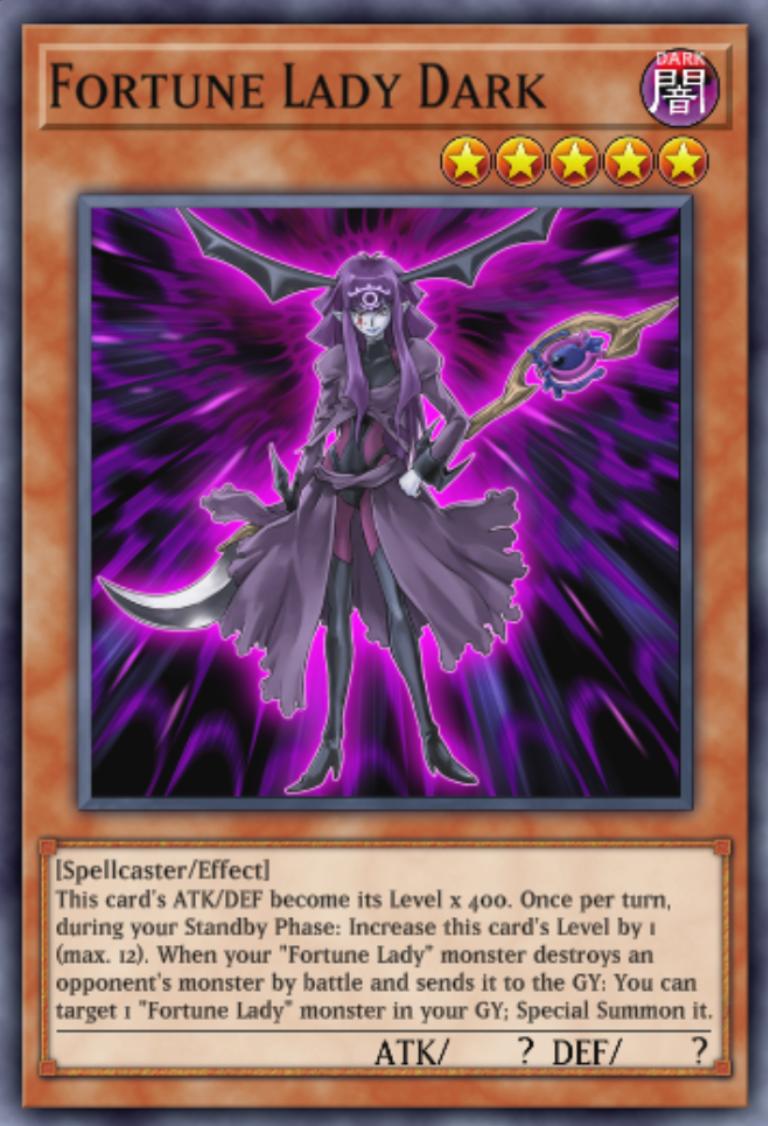 Fortune Lady Dark
DARK
闇
[Spellcaster/Effect]
This card's ATK/DEF become its Level x 400. Once per turn,
during your Standby Phase: Increase this card's Level by 1
(max. 12). When your "Fortune Lady" monster destroys an
opponent's monster by battle and sends it to the GY: You can
target 1 "Fortune Lady" monster in your GY; Special Summon it.
ATK/ ? DEF/ ?